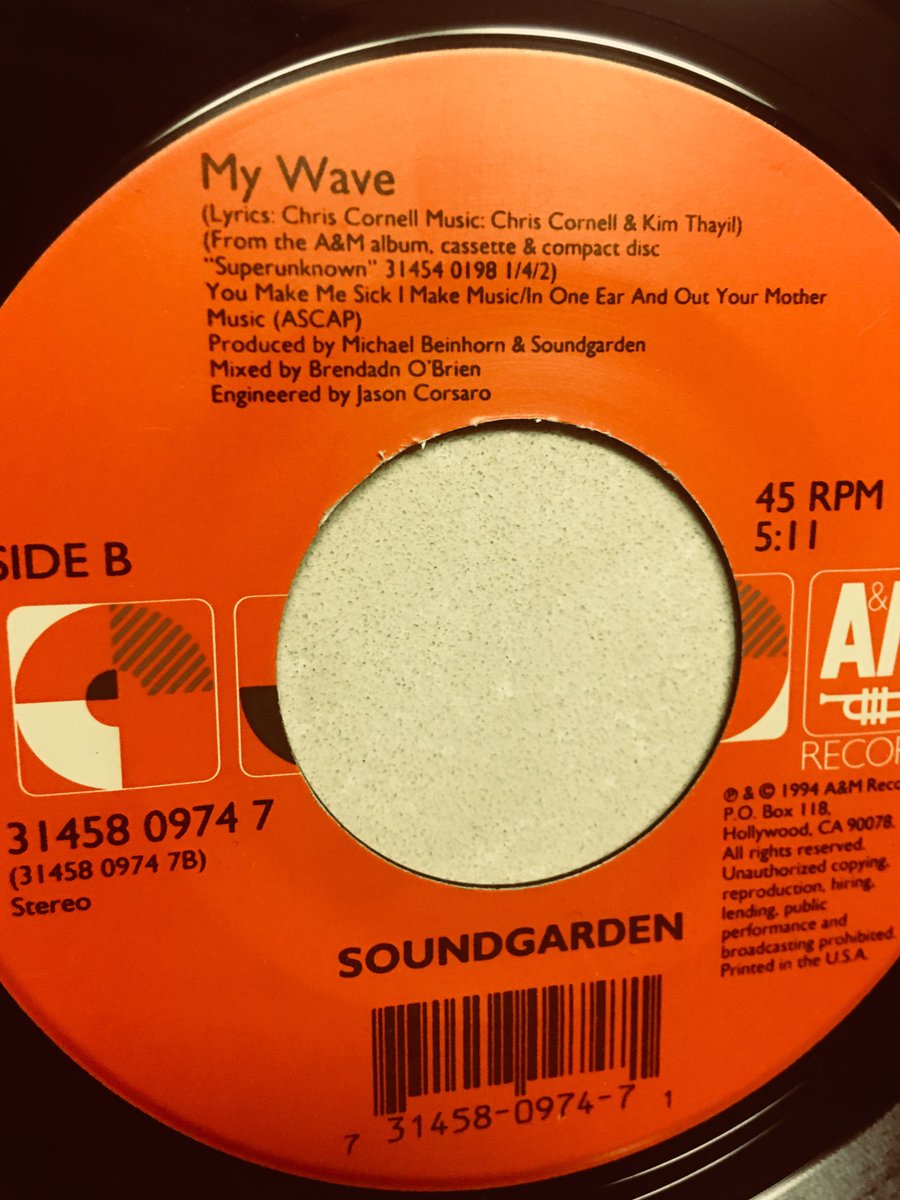 My Wave
(Lyrics: Chris Cornell Music: Chris Cornell & Kim Thayil)
(From the A&M album, cassette & compact disc
"Superunknown" 31454 0198 1/4/2)
You Make Me Sick I Make Music/In One Ear And Out Your Mother
Music (ASCAP)
Produced by Michael Beinhorn & Soundgarden
Mixed by Brendadn O'Brien
Engineered by Jason Corsaro
45 RPM
5:11
SIDE B
A&M
RECOR
31458 0974 7
(31458 0974 7B)
Stereo
℗ & © 1994 A&M Reco
P.O. Box 118,
Hollywood, CA 90078.
All rights reserved.
Unauthorized copying,
reproduction, hiring,
lending, public
performance and
broadcasting prohibited.
Printed in the U.S.A.
SOUNDGARDEN
7 31458-0974-7 1